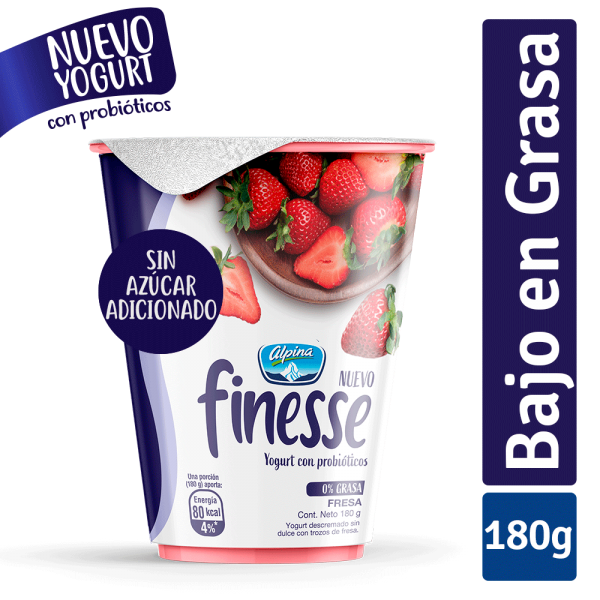 NUEVO
YOGURT
con probióticos
SIN
AZÚCAR
ADICIONADO
Alpina
NUEVO
finesse
Yogurt con probióticos
Una porción
(180 g) aporta:
Energía
80 kcal
4%*
0% GRASA
FRESA
Cont. Neto 180 g
Yogurt descremado sin
dulce con trozos de fresa.
Bajo en Grasa
180g